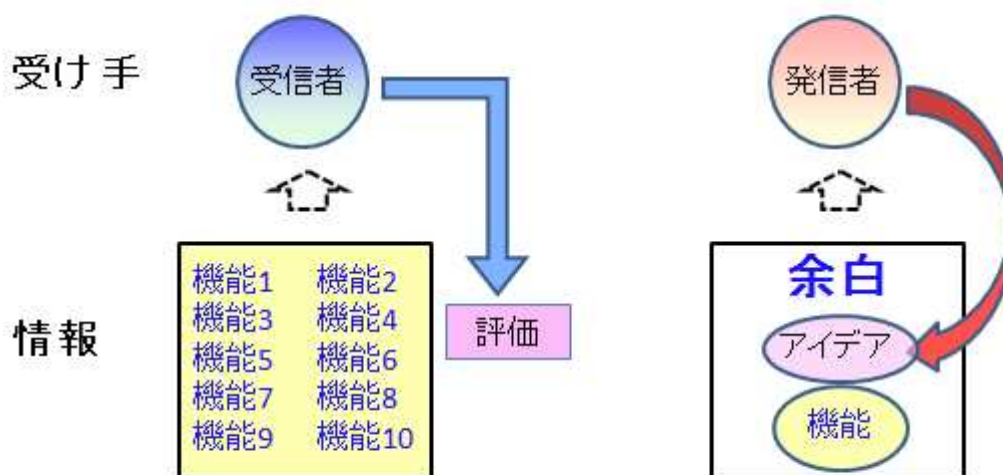 受け手
受信者
発信者
情報
機能1 機能2
機能3 機能4
機能5 機能6
機能7 機能8
機能9 機能10
評価
余白
アイデア
機能